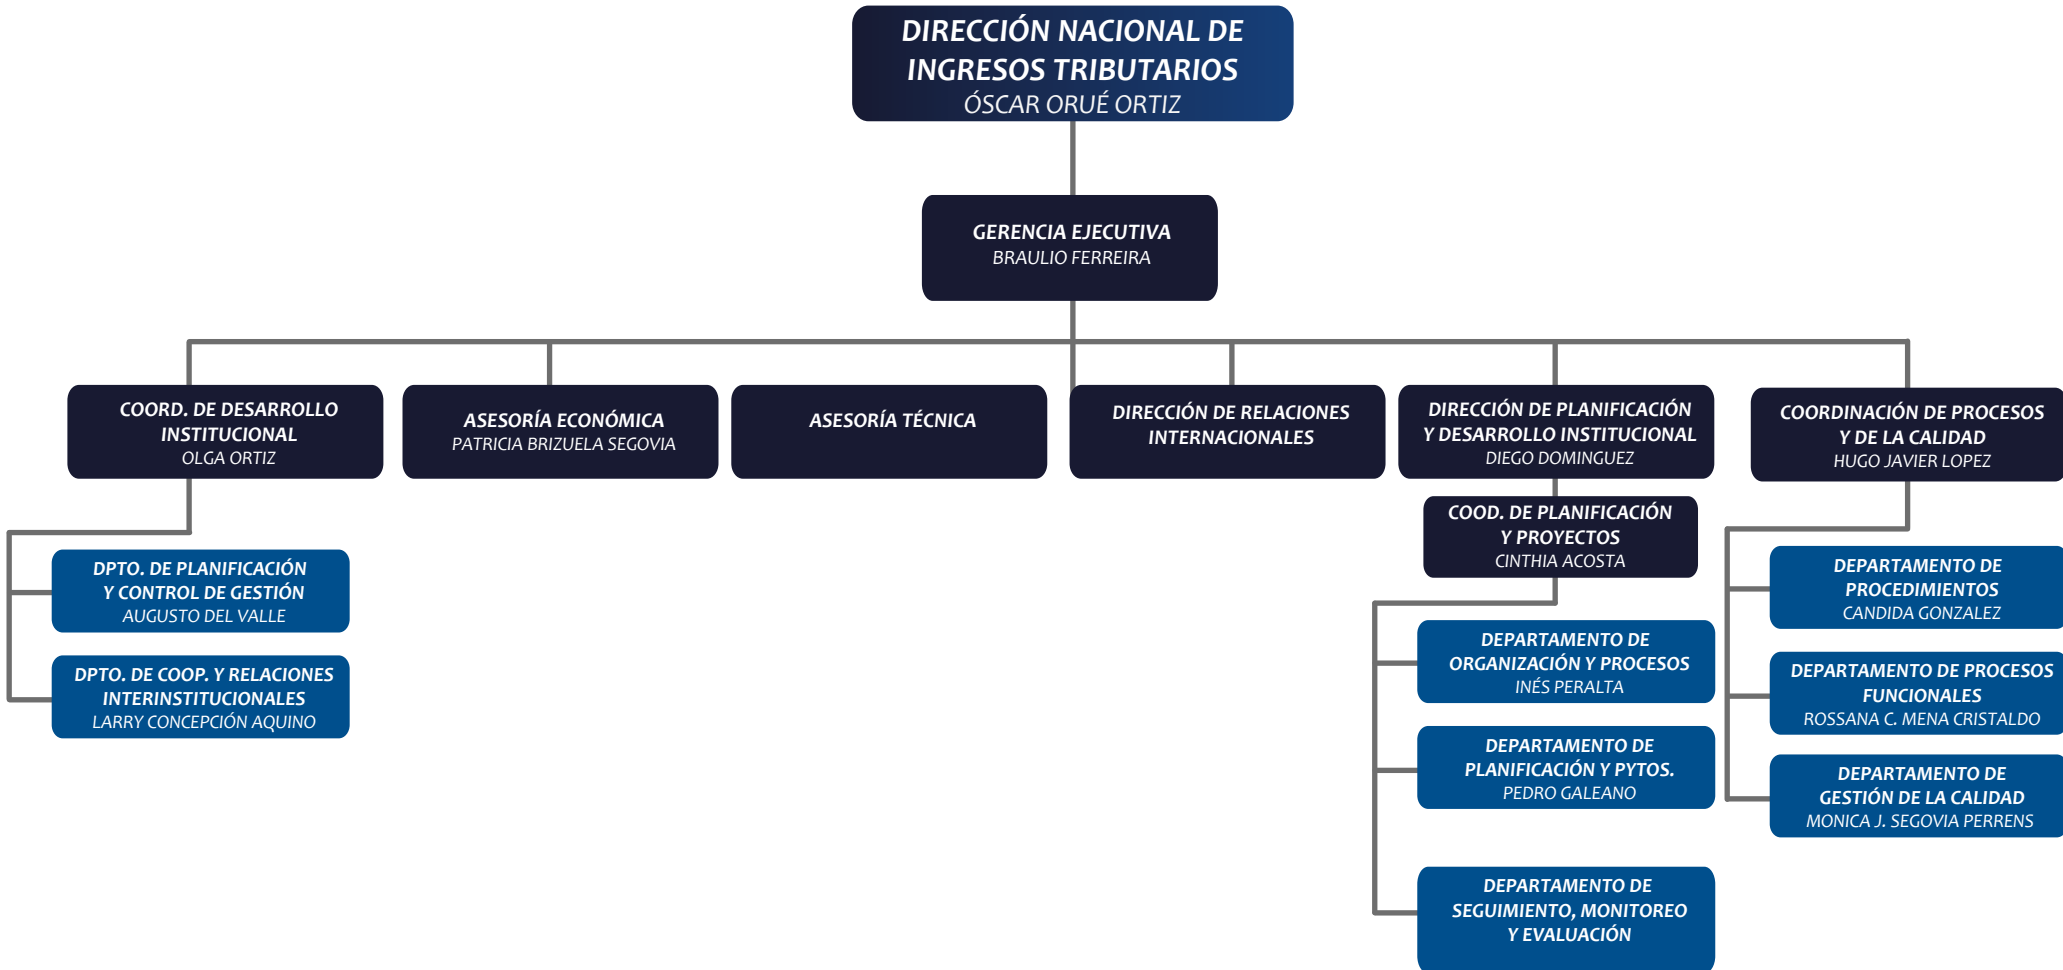 DIRECCIÓN NACIONAL DE
INGRESOS TRIBUTARIOS
ÓSCAR ORUÉ ORTIZ
GERENCIA EJECUTIVA
BRAULIO FERREIRA
COORD. DE DESARROLLO
INSTITUCIONAL
OLGA ORTIZ
ASESORÍA ECONÓMICA
PATRICIA BRIZUELA SEGOVIA
ASESORÍA TÉCNICA
DIRECCIÓN DE RELACIONES
INTERNACIONALES
DIRECCIÓN DE PLANIFICACIÓN
Y DESARROLLO INSTITUCIONAL
DIEGO DOMINGUEZ
COORDINACIÓN DE PROCESOS
Y DE LA CALIDAD
HUGO JAVIER LOPEZ
DPTO. DE PLANIFICACIÓN
Y CONTROL DE GESTIÓN
AUGUSTO DEL VALLE
DPTO. DE COOP. Y RELACIONES
INTERINSTITUCIONALES
LARRY CONCEPCIÓN AQUINO
COOD. DE PLANIFICACIÓN
Y PROYECTOS
CINTHIA ACOSTA
DEPARTAMENTO DE
ORGANIZACIÓN Y PROCESOS
INÉS PERALTA
DEPARTAMENTO DE
PLANIFICACIÓN Y PYTOS.
PEDRO GALEANO
DEPARTAMENTO DE
SEGUIMIENTO, MONITOREO
Y EVALUACIÓN
DEPARTAMENTO DE
PROCEDIMIENTOS
CANDIDA GONZALEZ
DEPARTAMENTO DE PROCESOS
FUNCIONALES
ROSSANA C. MENA CRISTALDO
DEPARTAMENTO DE
GESTIÓN DE LA CALIDAD
MONICA J. SEGOVIA PERRENS